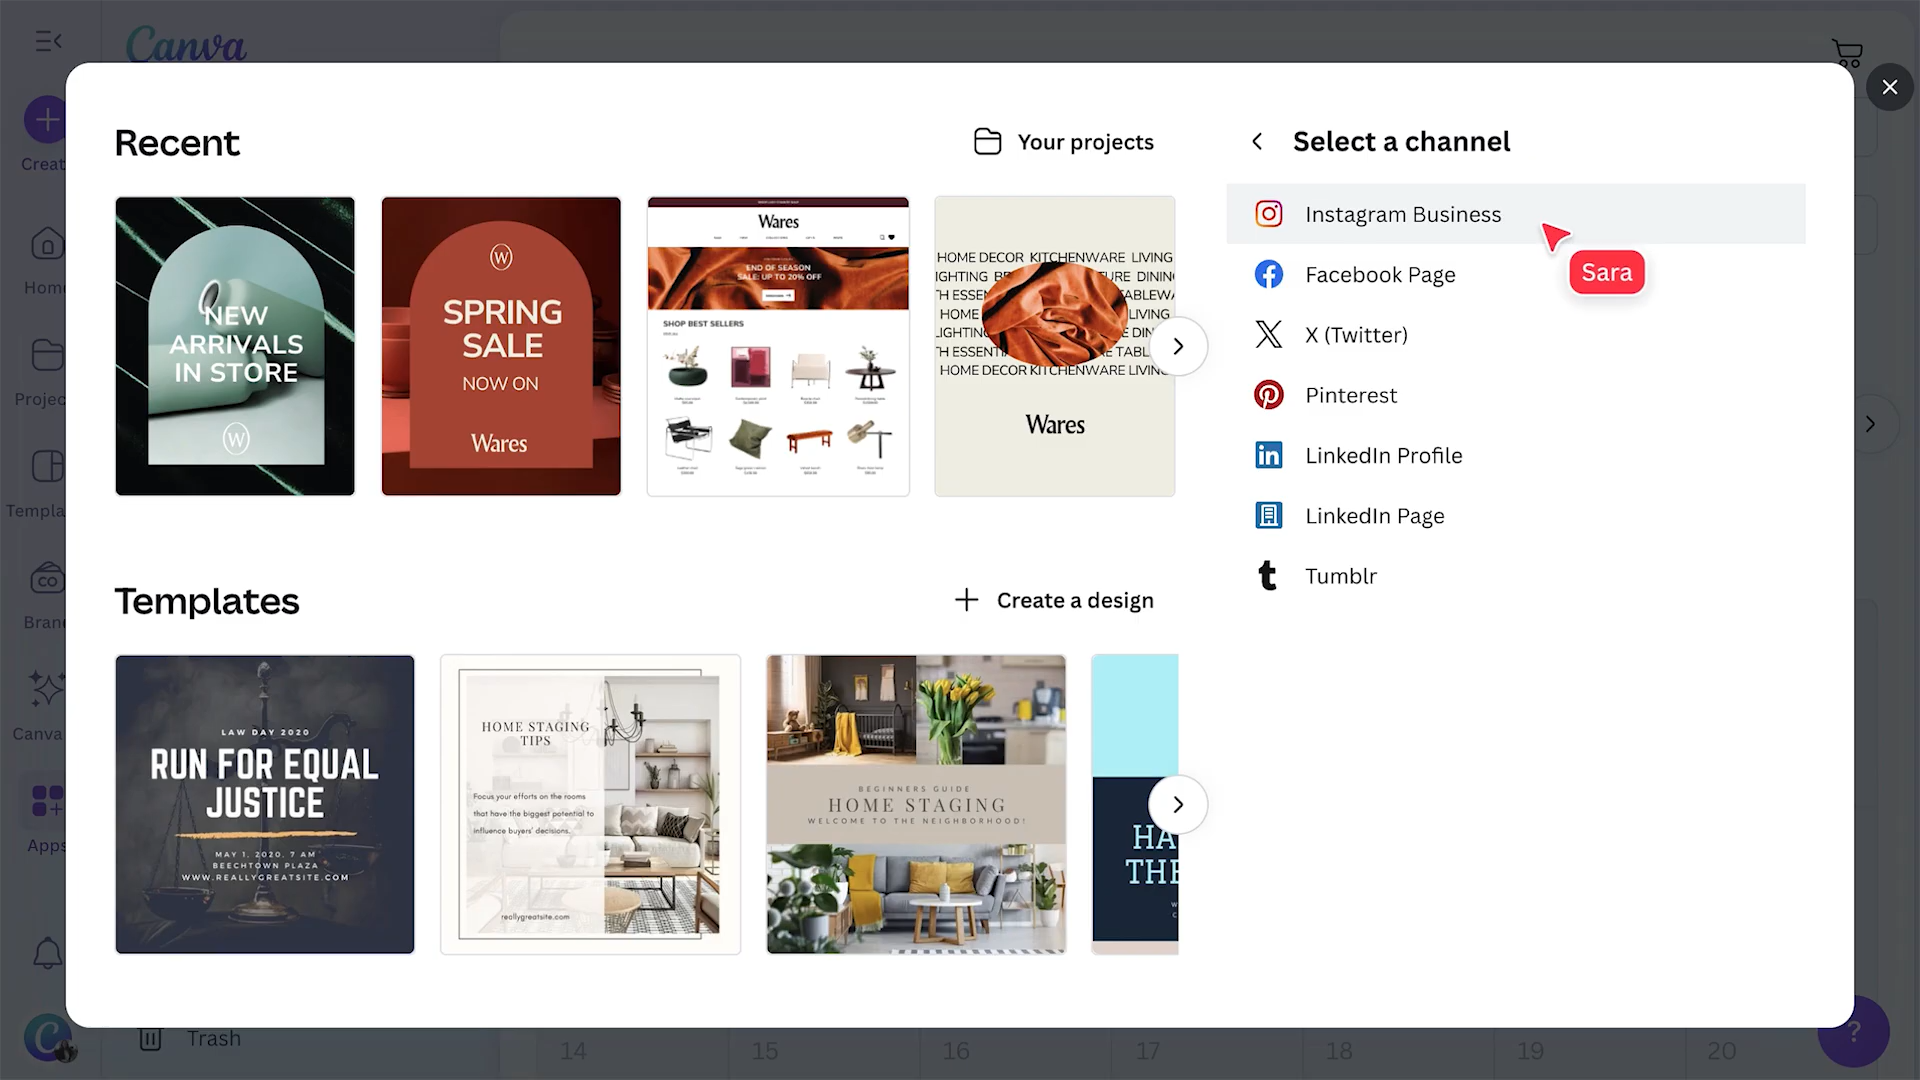 Canva
Creat
Home
Projec
Templa
CO
Bran
Canva
Apps
Trash
14
15
16
17
18
19
20
?
Recent
Your projects
NEW
ARRIVALS
IN STORE
W
W
SPRING
SALE
NOW ON
Wares
Wares
END OF SEASON
SALE: UP TO 20% OFF
SHOP BEST SELLERS
HOME DECOR KITCHENWARE LIVING
HOME DECOR KITCHENWARE LIVING
Wares
Templates
Create a design
LAW DAY 2020
RUN FOR EQUAL
JUSTICE
MAY 1, 2020, 7 AM
BEECHTOWN PLAZA
WWW.REALLYGREATSITE.COM
HOME STAGING
TIPS
Focus your efforts on the rooms
that have the biggest potential to
influence buyers' decisions.
reallygreatsite.com
BEGINNERS GUIDE
HOME STAGING
WELCOME TO THE NEIGHBORHOOD!
HA
THE
Select a channel
Instagram Business
Sara
Facebook Page
X (Twitter)
Pinterest
in LinkedIn Profile
LinkedIn Page
Tumblr